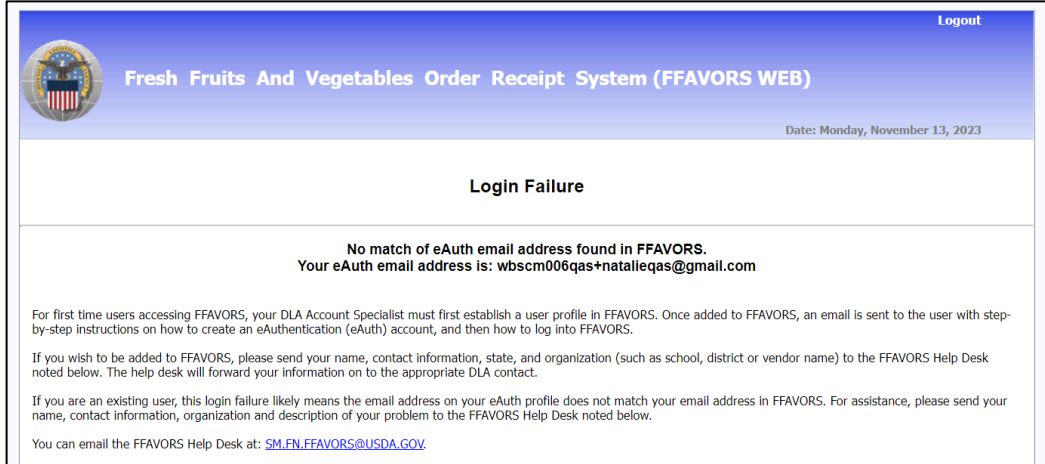 Logout
Fresh Fruits And Vegetables Order Receipt System (FFAVORS WEB)
Date: Monday, November 13, 2023
Login Failure
No match of eAuth email address found in FFAVORS.
Your eAuth email address is: wbscm006qas+natalieqas@gmail.com
For first time users accessing FFAVORS, your DLA Account Specialist must first establish a user profile in FFAVORS. Once added to FFAVORS, an email is sent to the user with step-
by-step instructions on how to create an eAuthentication (eAuth) account, and then how to log into FFAVORS.
If you wish to be added to FFAVORS, please send your name, contact information, state, and organization (such as school, district or vendor name) to the FFAVORS Help Desk
noted below. The help desk will forward your information on to the appropriate DLA contact.
If you are an existing user, this login failure likely means the email address on your eAuth profile does not match your email address in FFAVORS. For assistance, please send your
name, contact information, organization and description of your problem to the FFAVORS Help Desk noted below.
You can email the FFAVORS Help Desk at: SM.FN.FFAVORS@USDA.GOV.